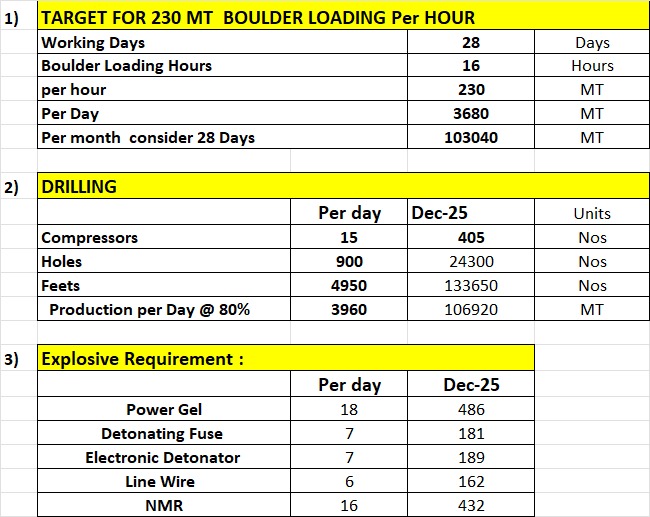 1) TARGET FOR 230 MT BOULDER LOADING Per HOUR
Working Days 28 Days
Boulder Loading Hours 16 Hours
per hour 230 MT
Per Day 3680 MT
Per month consider 28 Days 103040 MT
2) DRILLING
Per day Dec-25 Units
Compressors 15 405 Nos
Holes 900 24300 Nos
Feets 4950 133650 Nos
Production per Day @ 80% 3960 106920 MT
3) Explosive Requirement :
Per day Dec-25
Power Gel 18 486
Detonating Fuse 7 181
Electronic Detonator 7 189
Line Wire 6 162
NMR 16 432